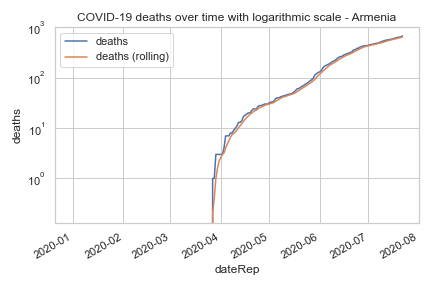 COVID-19 deaths over time with logarithmic scale - Armenia
deaths
deaths (rolling)
10³
10²
10¹
10⁰
deaths
2020-01
2020-02
2020-03
2020-04
2020-05
2020-06
2020-07
2020-08
dateRep